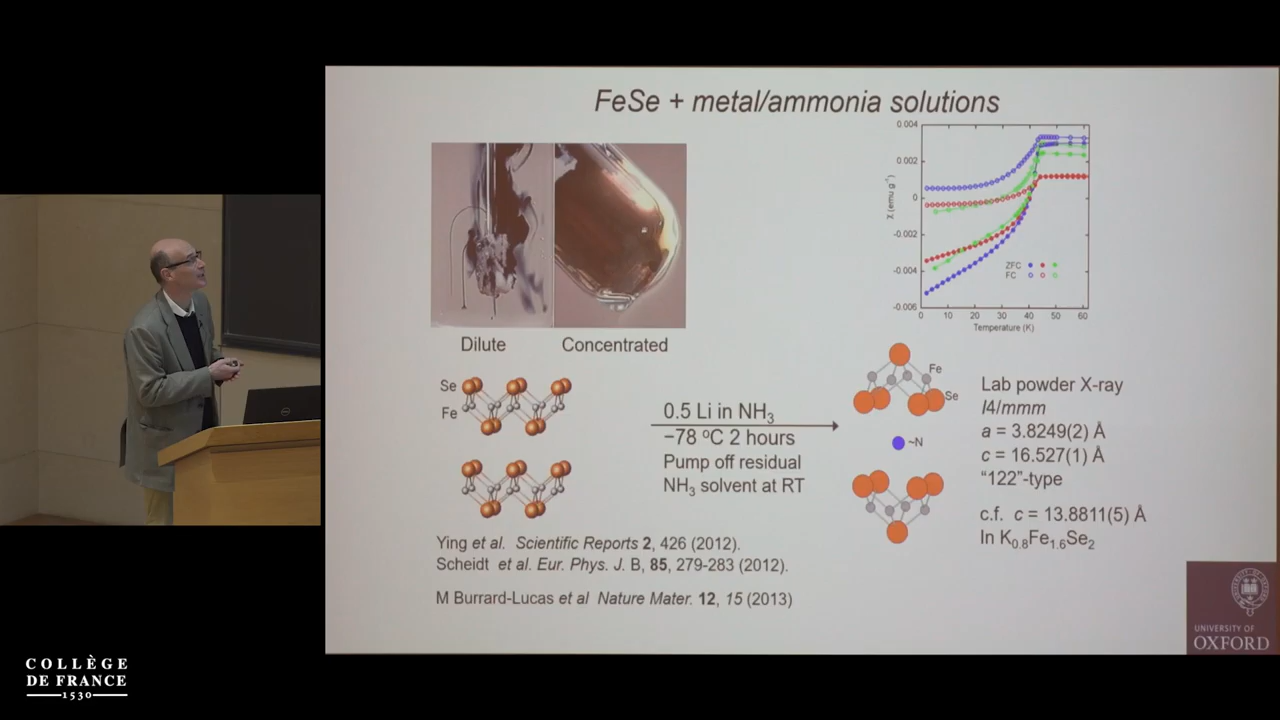 FeSe + metal/ammonia solutions
Dilute
Concentrated
0.004
0.002
0
-0.002
-0.004
-0.006
χ (emu g⁻¹)
ZFC
FC
0 10 20 30 40 50 60
Temperature (K)
Se
Fe
0.5 Li in NH₃
−78 ºC 2 hours
Pump off residual
NH₃ solvent at RT
Fe
Se
~N
Lab powder X-ray
I4/mmm
a = 3.8249(2) Å
c = 16.527(1) Å
“122”-type
c.f. c = 13.8811(5) Å
In K₀.₈Fe₁.₆Se₂
Ying et al. Scientific Reports 2, 426 (2012).
Scheidt et al. Eur. Phys. J. B, 85, 279-283 (2012).
M Burrard-Lucas et al Nature Mater. 12, 15 (2013)
UNIVERSITY OF
OXFORD
COLLÈGE
DE FRANCE
1530